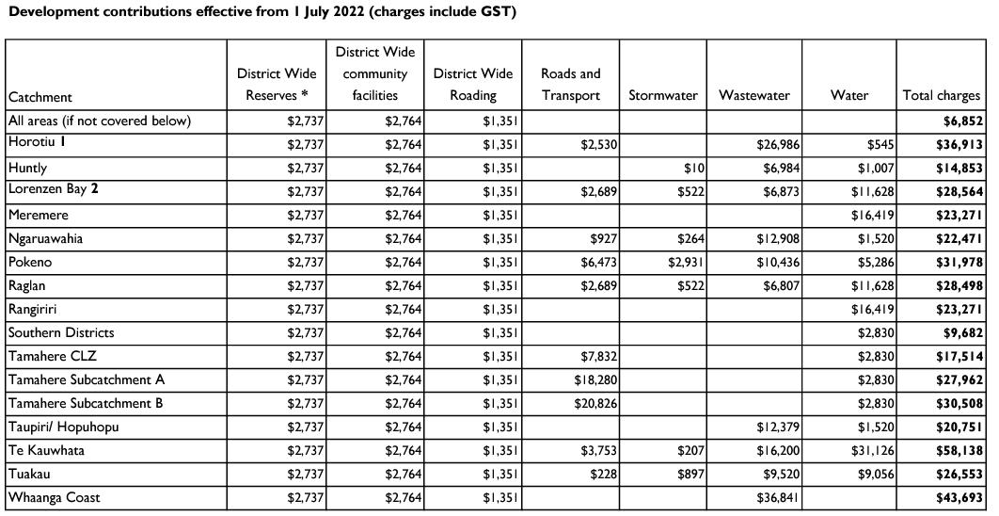 Development contributions effective from 1 July 2022 (charges include GST)
Catchment District Wide Reserves * District Wide community facilities District Wide Roading Roads and Transport Stormwater Wastewater Water Total charges
All areas (if not covered below) $2,737 $2,764 $1,351 $6,852
Horotiu 1 $2,737 $2,764 $1,351 $2,530 $26,986 $545 $36,913
Huntly $2,737 $2,764 $1,351 $10 $6,984 $1,007 $14,853
Lorenzen Bay 2 $2,737 $2,764 $1,351 $2,689 $522 $6,873 $11,628 $28,564
Meremere $2,737 $2,764 $1,351 $16,419 $23,271
Ngaruawahia $2,737 $2,764 $1,351 $927 $264 $12,908 $1,520 $22,471
Pokeno $2,737 $2,764 $1,351 $6,473 $2,931 $10,436 $5,286 $31,978
Raglan $2,737 $2,764 $1,351 $2,689 $522 $6,807 $11,628 $28,498
Rangiriri $2,737 $2,764 $1,351 $16,419 $23,271
Southern Districts $2,737 $2,764 $1,351 $2,830 $9,682
Tamahere CLZ $2,737 $2,764 $1,351 $7,832 $2,830 $17,514
Tamahere Subcatchment A $2,737 $2,764 $1,351 $18,280 $2,830 $27,962
Tamahere Subcatchment B $2,737 $2,764 $1,351 $20,826 $2,830 $30,508
Taupiri/ Hopuhopu $2,737 $2,764 $1,351 $12,379 $1,520 $20,751
Te Kauwhata $2,737 $2,764 $1,351 $3,753 $207 $16,200 $31,126 $58,138
Tuakau $2,737 $2,764 $1,351 $228 $897 $9,520 $9,056 $26,553
Whaanga Coast $2,737 $2,764 $1,351 $36,841 $43,693